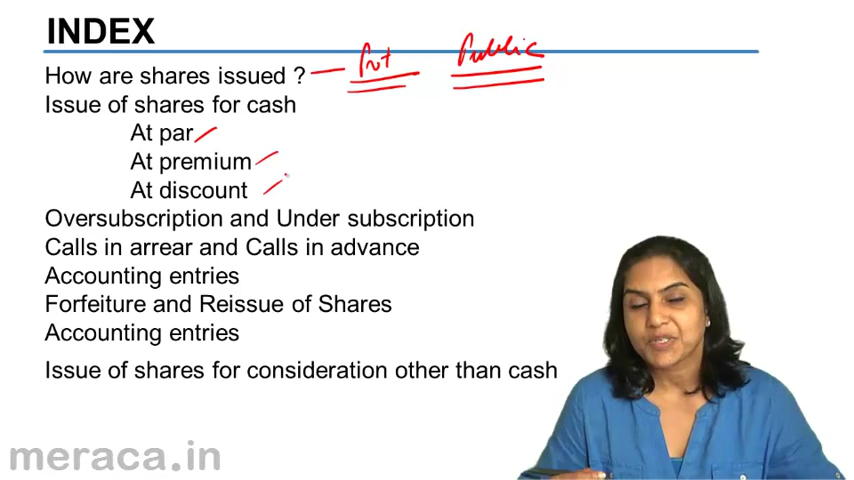 INDEX
How are shares issued ? Pvt Public
Issue of shares for cash
At par
At premium
At discount
Oversubscription and Under subscription
Calls in arrear and Calls in advance
Accounting entries
Forfeiture and Reissue of Shares
Accounting entries
Issue of shares for consideration other than cash
meraca.in